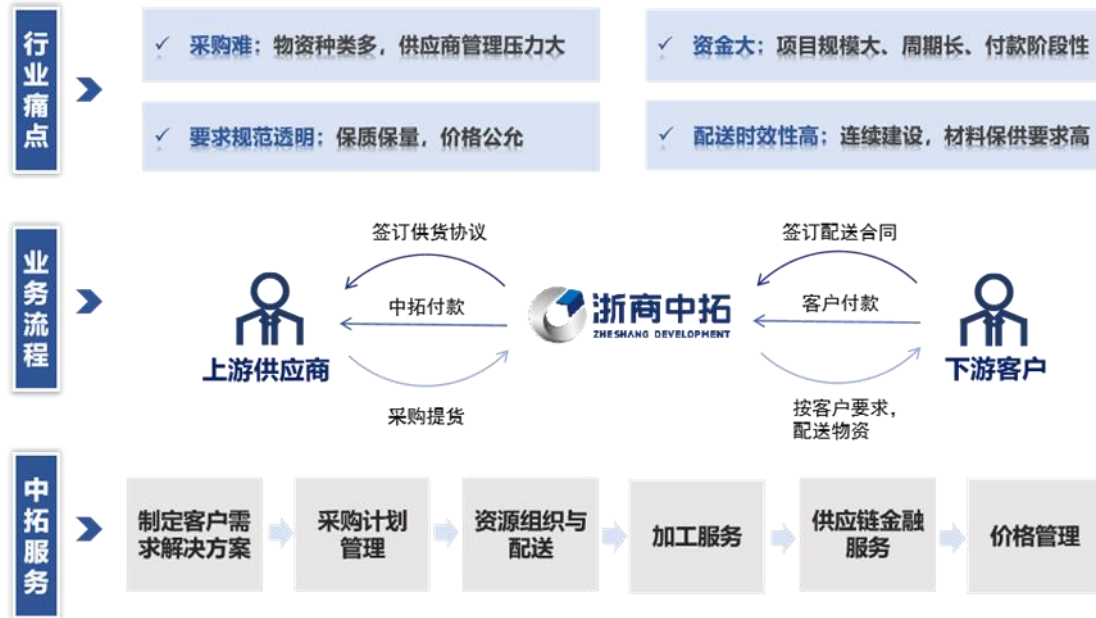 行业痛点
✓ 采购难：物资种类多，供应商管理压力大
✓ 资金大：项目规模大、周期长、付款阶段性
✓ 要求规范透明：保质保量，价格公允
✓ 配送时效性高：连续建设，材料保供要求高
业务流程
签订供货协议
签订配送合同
中拓付款
浙商中拓
ZHESHANG DEVELOPMENT
客户付款
上游供应商
下游客户
采购提货
按客户要求，
配送物资
中拓服务
制定客户需
求解决方案
采购计划
管理
资源组织与
配送
加工服务
供应链金融
服务
价格管理